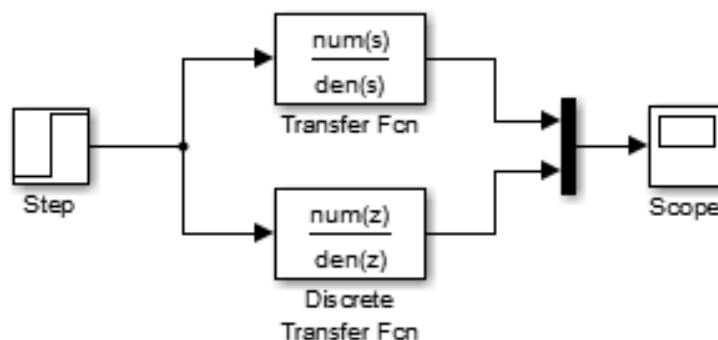 num(s)
den(s)
Transfer Fcn
Step
Scope
num(z)
den(z)
Discrete
Transfer Fcn